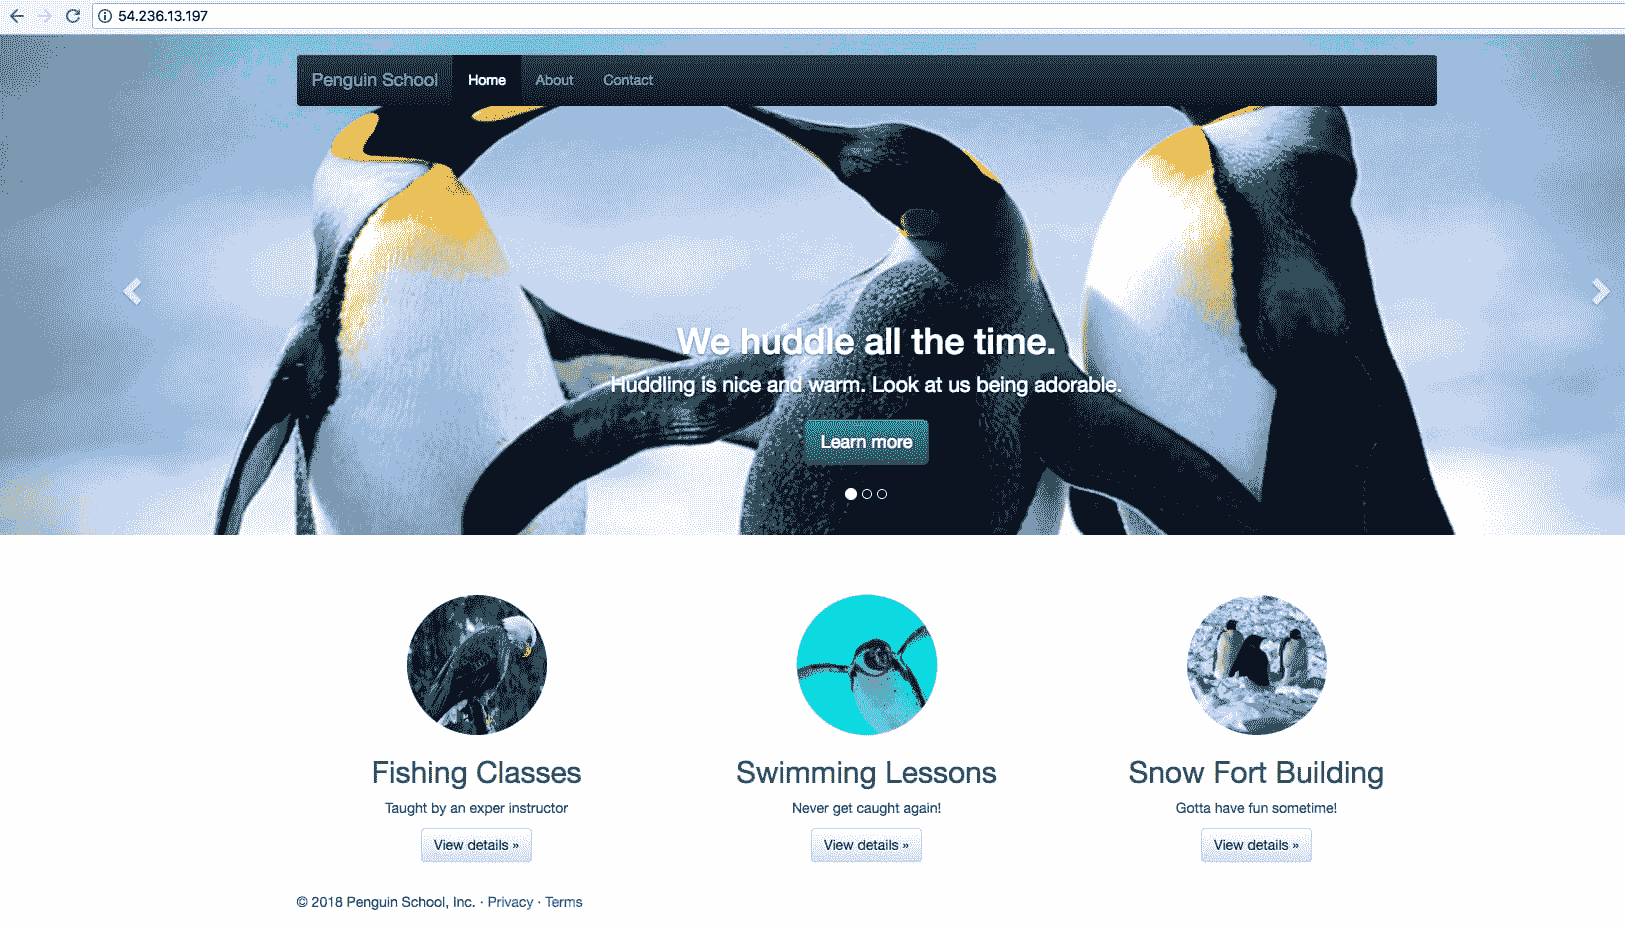 54.236.13.197
Penguin School Home About Contact
We huddle all the time.
Huddling is nice and warm. Look at us being adorable.
Learn more
Fishing Classes Swimming Lessons Snow Fort Building
Taught by an exper instructor Never get caught again! Gotta have fun sometime!
View details » View details » View details »
© 2018 Penguin School, Inc. · Privacy · Terms